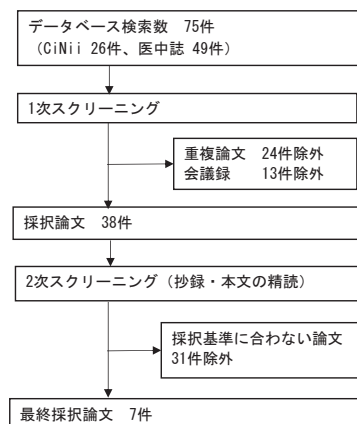 データベース検索数 75件
(CiNii 26件、医中誌 49件)
1次スクリーニング
重複論文 24件除外
会議録 13件除外
採択論文 38件
2次スクリーニング(抄録・本文の精読)
採択基準に合わない論文
31件除外
最終採択論文 7件